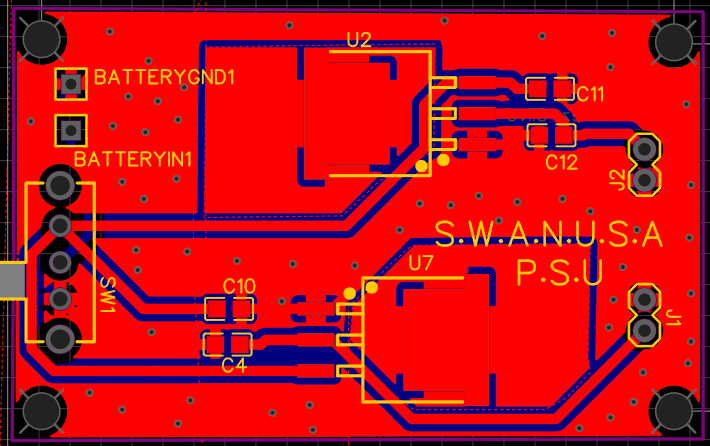 U2
BATTERYGND1
C11
BATTERYIN1
C12
J2
S.W.A.N.U.S.A
P.S.U
U7
SW1
C10
J1
C4